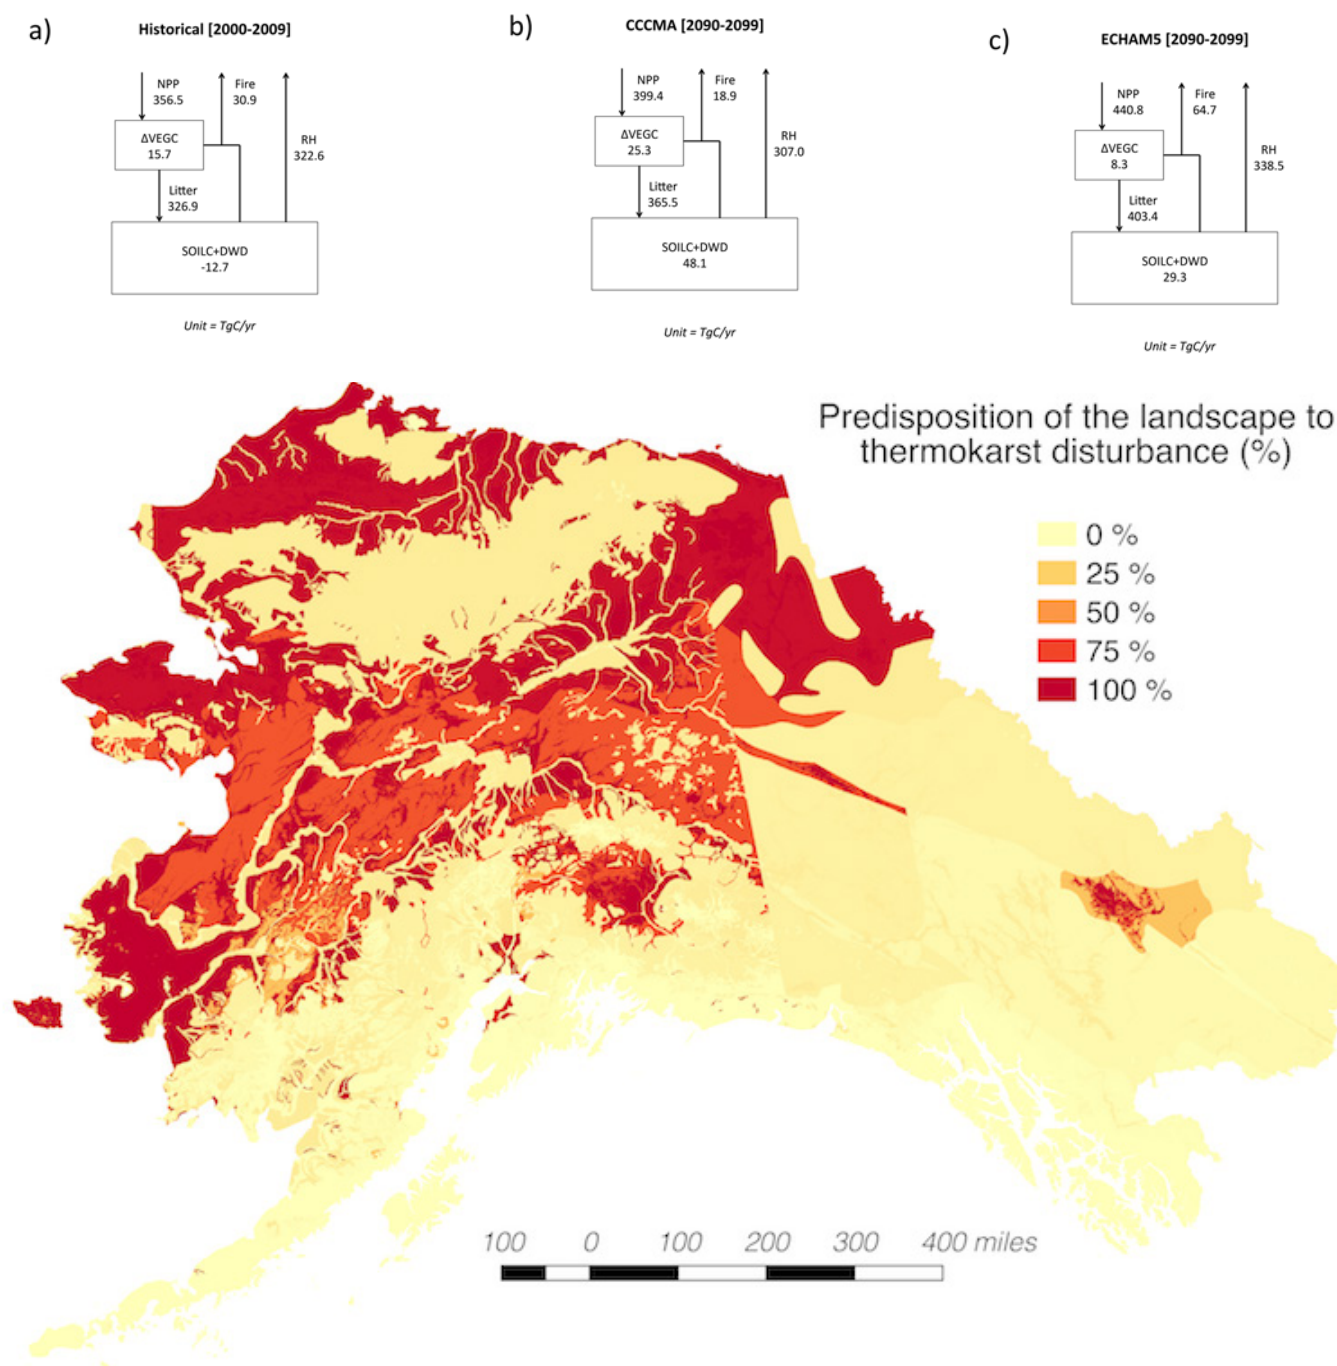 a)
Historical [2000-2009]
NPP
356.5
Fire
30.9
ΔVEGC
15.7
RH
322.6
Litter
326.9
SOILC+DWD
-12.7
Unit = TgC/yr
b)
CCCMA [2090-2099]
NPP
399.4
Fire
18.9
ΔVEGC
25.3
RH
307.0
Litter
365.5
SOILC+DWD
48.1
Unit = TgC/yr
c)
ECHAM5 [2090-2099]
NPP
440.8
Fire
64.7
ΔVEGC
8.3
RH
338.5
Litter
403.4
SOILC+DWD
29.3
Unit = TgC/yr
Predisposition of the landscape to
thermokarst disturbance (%)
0 %
25 %
50 %
75 %
100 %
100 0 100 200 300 400 miles